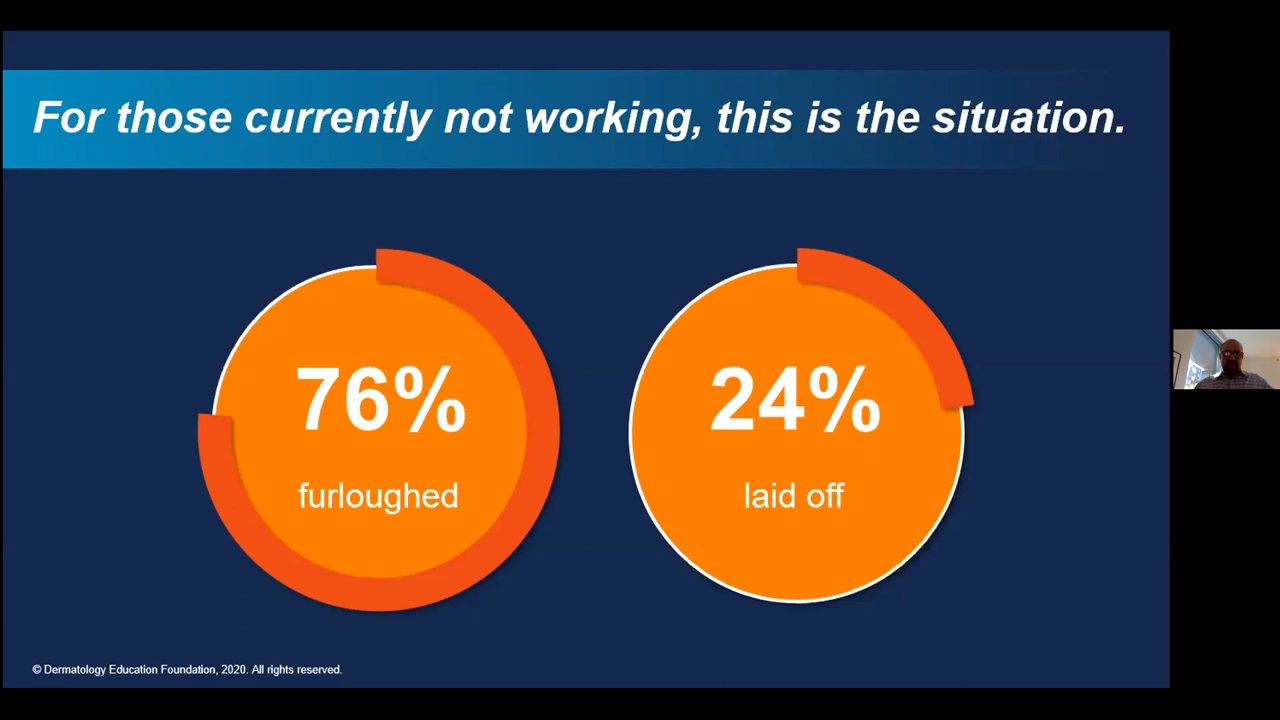 For those currently not working, this is the situation.
76%
furloughed
24%
laid off
© Dermatology Education Foundation, 2020. All rights reserved.